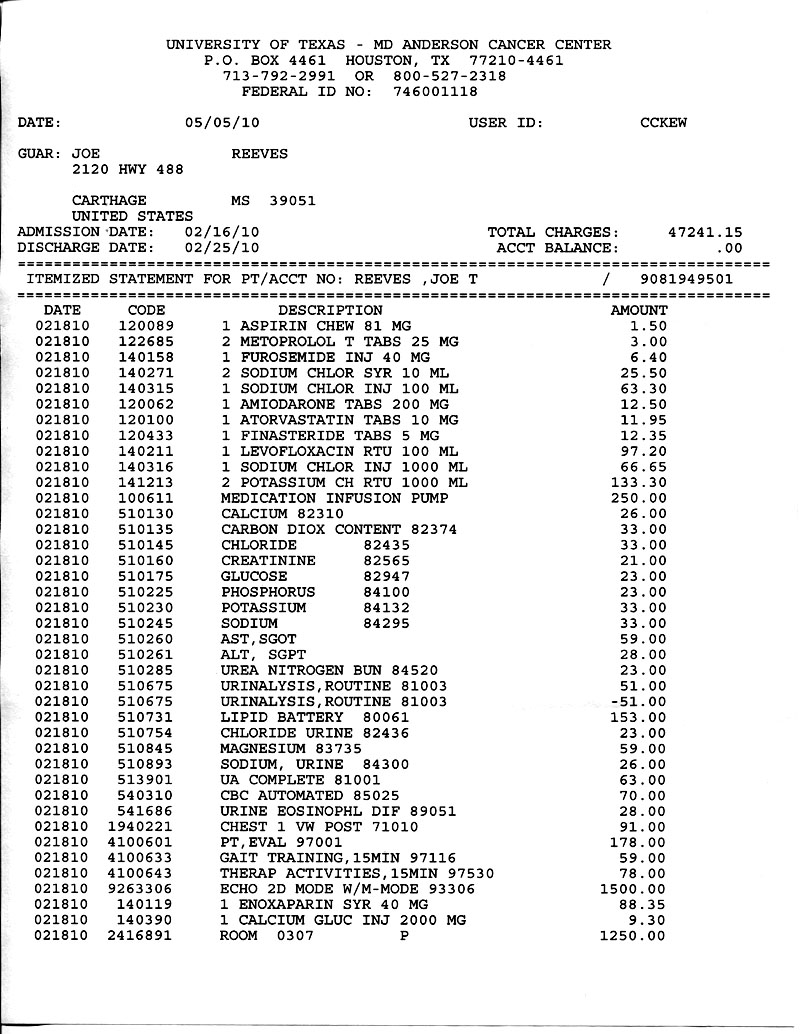 UNIVERSITY OF TEXAS - MD ANDERSON CANCER CENTER
P.O. BOX 4461 HOUSTON, TX 77210-4461
713-792-2991 OR 800-527-2318
FEDERAL ID NO: 746001118
DATE: 05/05/10 USER ID: CCKEW
GUAR: JOE REEVES
2120 HWY 488
CARTHAGE MS 39051
UNITED STATES
ADMISSION DATE: 02/16/10 TOTAL CHARGES: 47241.15
DISCHARGE DATE: 02/25/10 ACCT BALANCE: .00
ITEMIZED STATEMENT FOR PT/ACCT NO: REEVES ,JOE T / 9081949501
DATE CODE DESCRIPTION AMOUNT
021810 120089 1 ASPIRIN CHEW 81 MG 1.50
021810 122685 2 METOPROLOL T TABS 25 MG 3.00
021810 140158 1 FUROSEMIDE INJ 40 MG 6.40
021810 140271 2 SODIUM CHLOR SYR 10 ML 25.50
021810 140315 1 SODIUM CHLOR INJ 100 ML 63.30
021810 120062 1 AMIODARONE TABS 200 MG 12.50
021810 120100 1 ATORVASTATIN TABS 10 MG 11.95
021810 120433 1 FINASTERIDE TABS 5 MG 12.35
021810 140211 1 LEVOFLOXACIN RTU 100 ML 97.20
021810 140316 1 SODIUM CHLOR INJ 1000 ML 66.65
021810 141213 2 POTASSIUM CH RTU 1000 ML 133.30
021810 100611 MEDICATION INFUSION PUMP 250.00
021810 510130 CALCIUM 82310 26.00
021810 510135 CARBON DIOX CONTENT 82374 33.00
021810 510145 CHLORIDE 82435 33.00
021810 510160 CREATININE 82565 21.00
021810 510175 GLUCOSE 82947 23.00
021810 510225 PHOSPHORUS 84100 23.00
021810 510230 POTASSIUM 84132 33.00
021810 510245 SODIUM 84295 33.00
021810 510260 AST,SGOT 59.00
021810 510261 ALT, SGPT 28.00
021810 510285 UREA NITROGEN BUN 84520 23.00
021810 510675 URINALYSIS,ROUTINE 81003 51.00
021810 510675 URINALYSIS,ROUTINE 81003 -51.00
021810 510731 LIPID BATTERY 80061 153.00
021810 510754 CHLORIDE URINE 82436 23.00
021810 510845 MAGNESIUM 83735 59.00
021810 510893 SODIUM, URINE 84300 26.00
021810 513901 UA COMPLETE 81001 63.00
021810 540310 CBC AUTOMATED 85025 70.00
021810 541686 URINE EOSINOPHL DIF 89051 28.00
021810 1940221 CHEST 1 VW POST 71010 91.00
021810 4100601 PT,EVAL 97001 178.00
021810 4100633 GAIT TRAINING,15MIN 97116 59.00
021810 4100643 THERAP ACTIVITIES,15MIN 97530 78.00
021810 9263306 ECHO 2D MODE W/M-MODE 93306 1500.00
021810 140119 1 ENOXAPARIN SYR 40 MG 88.35
021810 140390 1 CALCIUM GLUC INJ 2000 MG 9.30
021810 2416891 ROOM 0307 P 1250.00